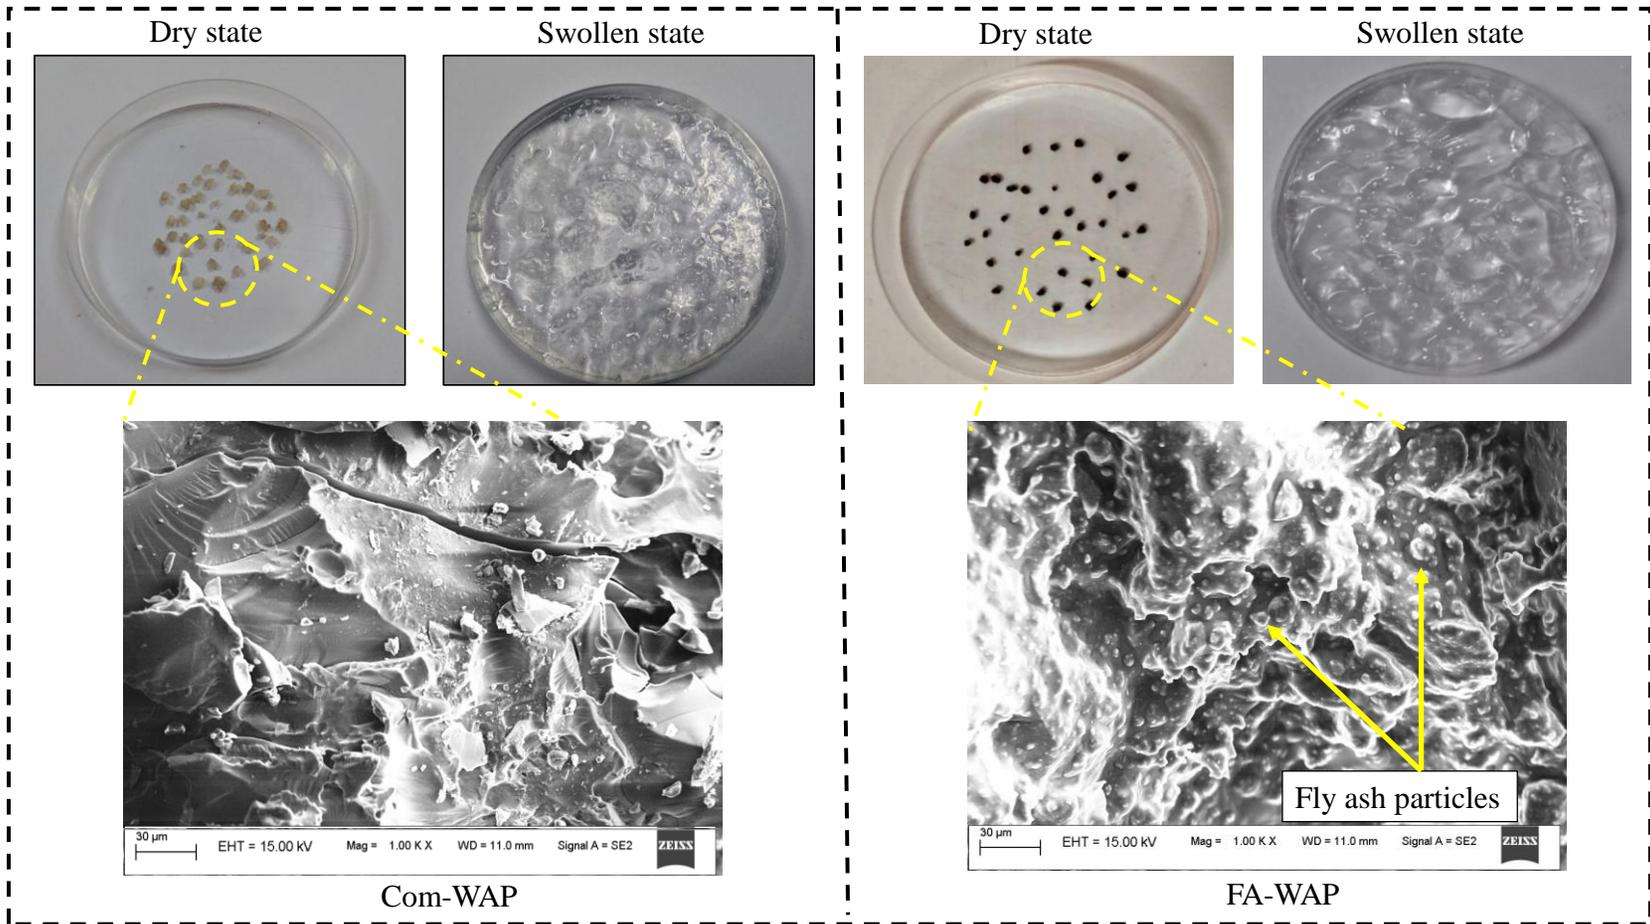 Dry state
Swollen state
Dry state
Swollen state
30 µm
EHT = 15.00 kV
Mag = 1.00 K X
WD = 11.0 mm
Signal A = SE2
ZEISS
Com-WAP
Fly ash particles
30 µm
EHT = 15.00 kV
Mag = 1.00 K X
WD = 11.0 mm
Signal A = SE2
ZEISS
FA-WAP